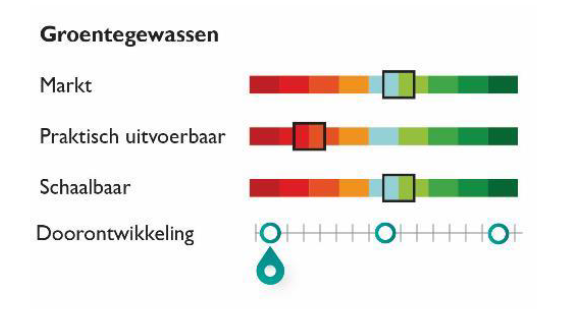 Groentegewassen
Markt
Praktisch uitvoerbaar
Schaalbaar
Doorontwikkeling